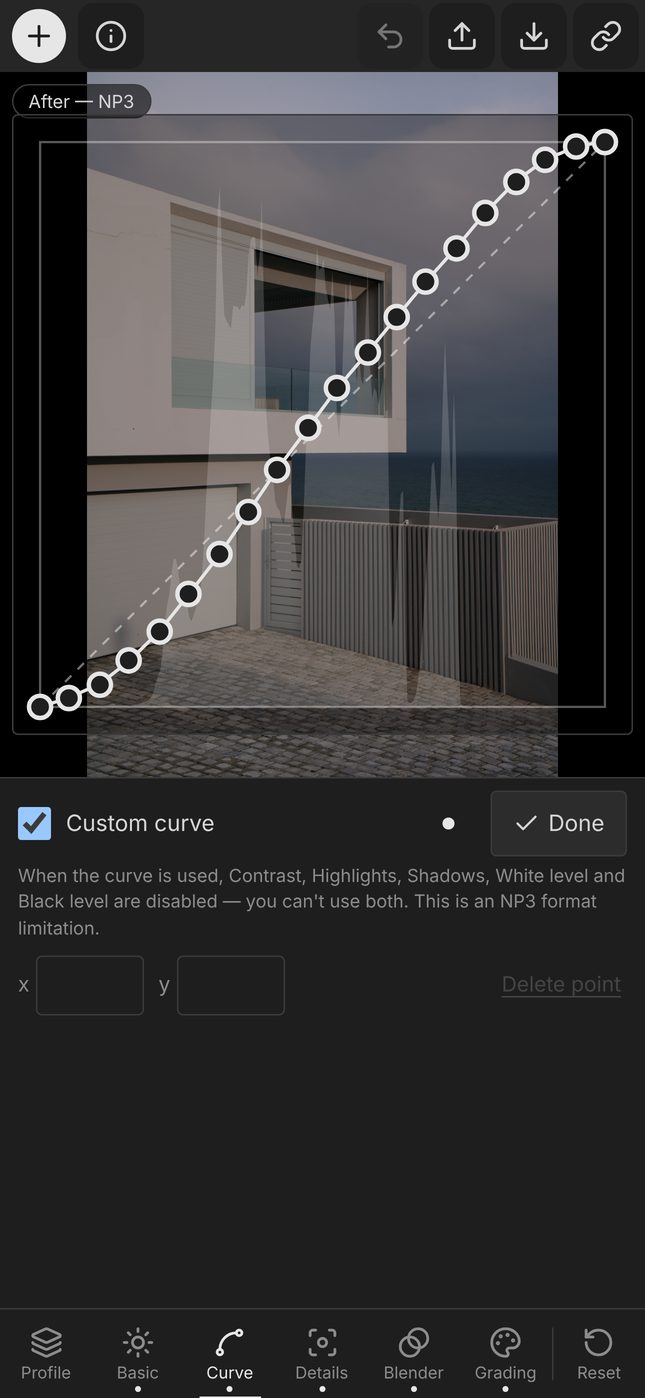 After — NP3
Custom curve
Done
When the curve is used, Contrast, Highlights, Shadows, White level and
Black level are disabled — you can't use both. This is an NP3 format
limitation.
x
y
Delete point
Profile
Basic
Curve
Details
Blender
Grading
Reset